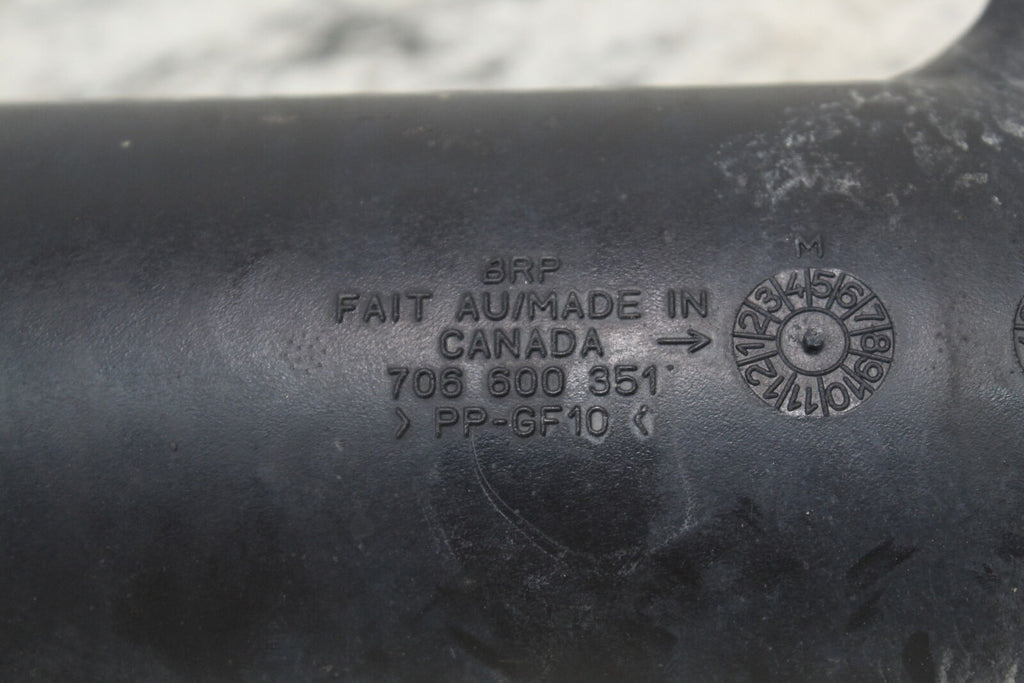 BRP
FAIT AU/MADE IN
CANADA →
706 600 351
> PP-GF10 <
M
1 2 3 4 5 6 7 8 9 10 11 12